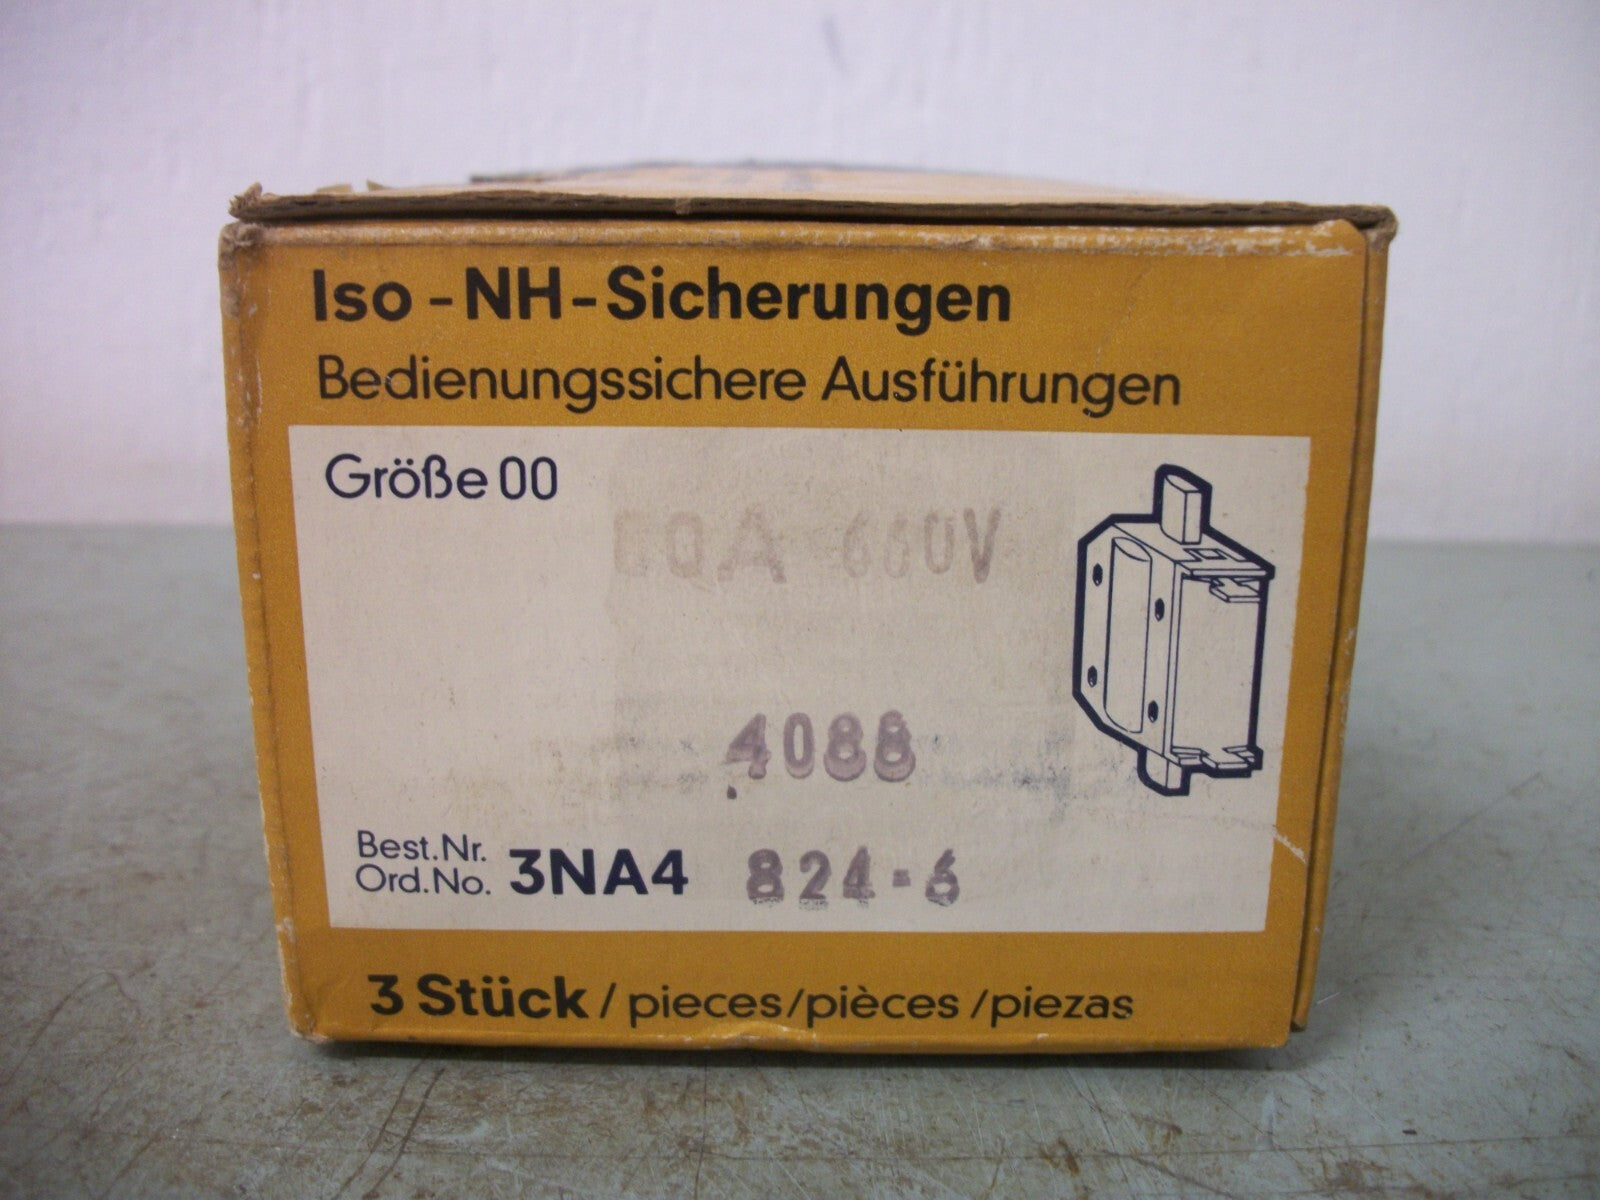 Iso-NH-Sicherungen
Bedienungssichere Ausführungen
Größe 00
660V
4088
Best.Nr.
Ord.No. 3NA4 824-6
3 Stück / pieces/pièces /piezas